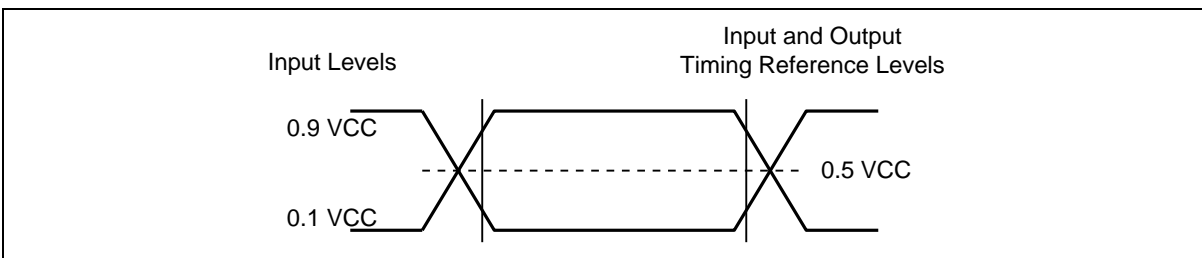 Input Levels
Input and Output
Timing Reference Levels
0.9 VCC
0.5 VCC
0.1 VCC